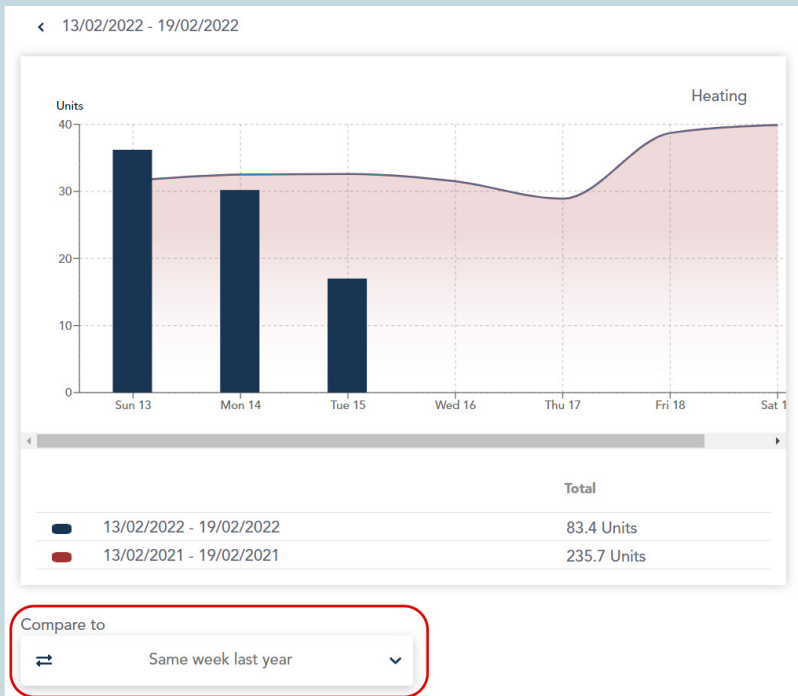 13/02/2022 - 19/02/2022
Heating
Units
40
30
20
10
0
Sun 13 Mon 14 Tue 15 Wed 16 Thu 17 Fri 18 Sat 1
Total
13/02/2022 - 19/02/2022 83.4 Units
13/02/2021 - 19/02/2021 235.7 Units
Compare to
Same week last year